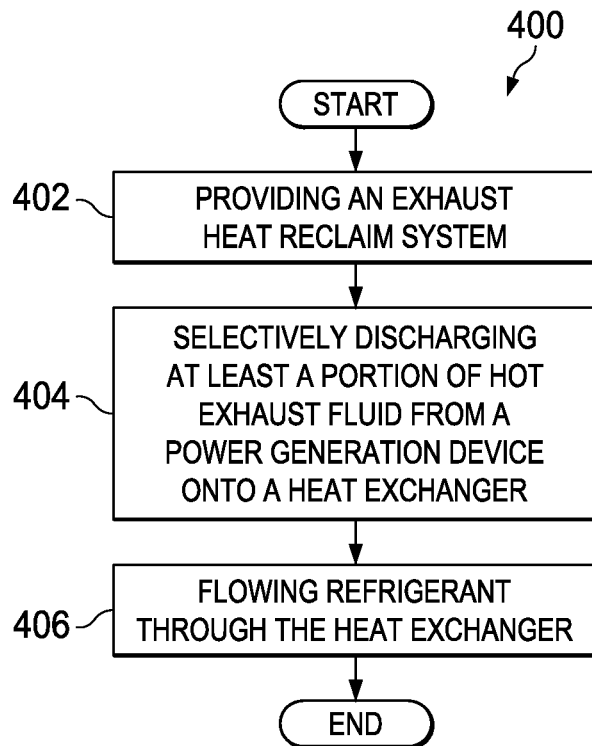 400
START
402
PROVIDING AN EXHAUST
HEAT RECLAIM SYSTEM
404
SELECTIVELY DISCHARGING
AT LEAST A PORTION OF HOT
EXHAUST FLUID FROM A
POWER GENERATION DEVICE
ONTO A HEAT EXCHANGER
406
FLOWING REFRIGERANT
THROUGH THE HEAT EXCHANGER
END